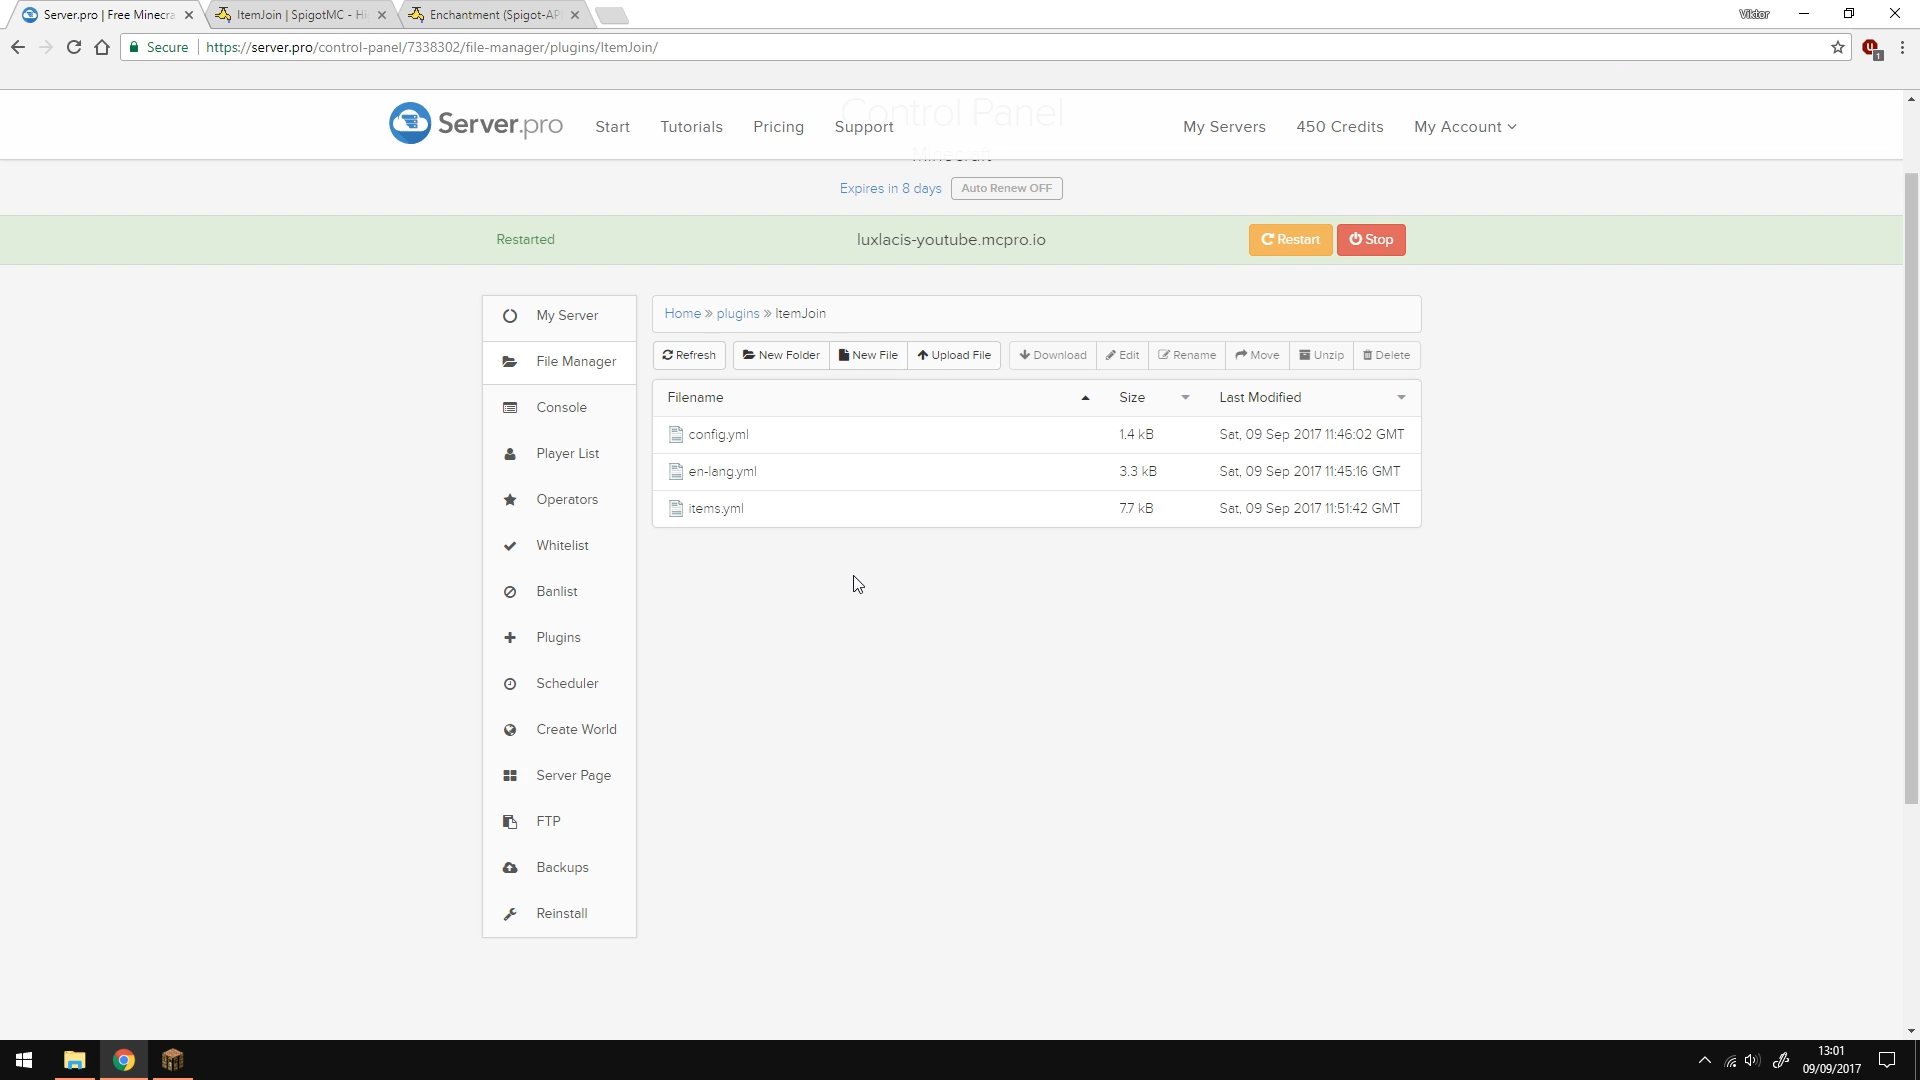 Server.pro | Free Minecra
ItemJoin | SpigotMC - Hi
Enchantment (Spigot-AP
Viktor
Secure
https://server.pro/control-panel/7338302/file-manager/plugins/ItemJoin/
1
Server.pro
Start
Tutorials
Pricing
Support
Control Panel
My Servers
450 Credits
My Account
Minecraft
Expires in 8 days
Auto Renew OFF
Restarted
luxlacis-youtube.mcpro.io
Restart
Stop
My Server
File Manager
Console
Player List
Operators
Whitelist
Banlist
Plugins
Scheduler
Create World
Server Page
FTP
Backups
Reinstall
Home » plugins » ItemJoin
Refresh
New Folder
New File
Upload File
Download
Edit
Rename
Move
Unzip
Delete
Filename Size Last Modified
config.yml 1.4 kB Sat, 09 Sep 2017 11:46:02 GMT
en-lang.yml 3.3 kB Sat, 09 Sep 2017 11:45:16 GMT
items.yml 7.7 kB Sat, 09 Sep 2017 11:51:42 GMT
13:01
09/09/2017